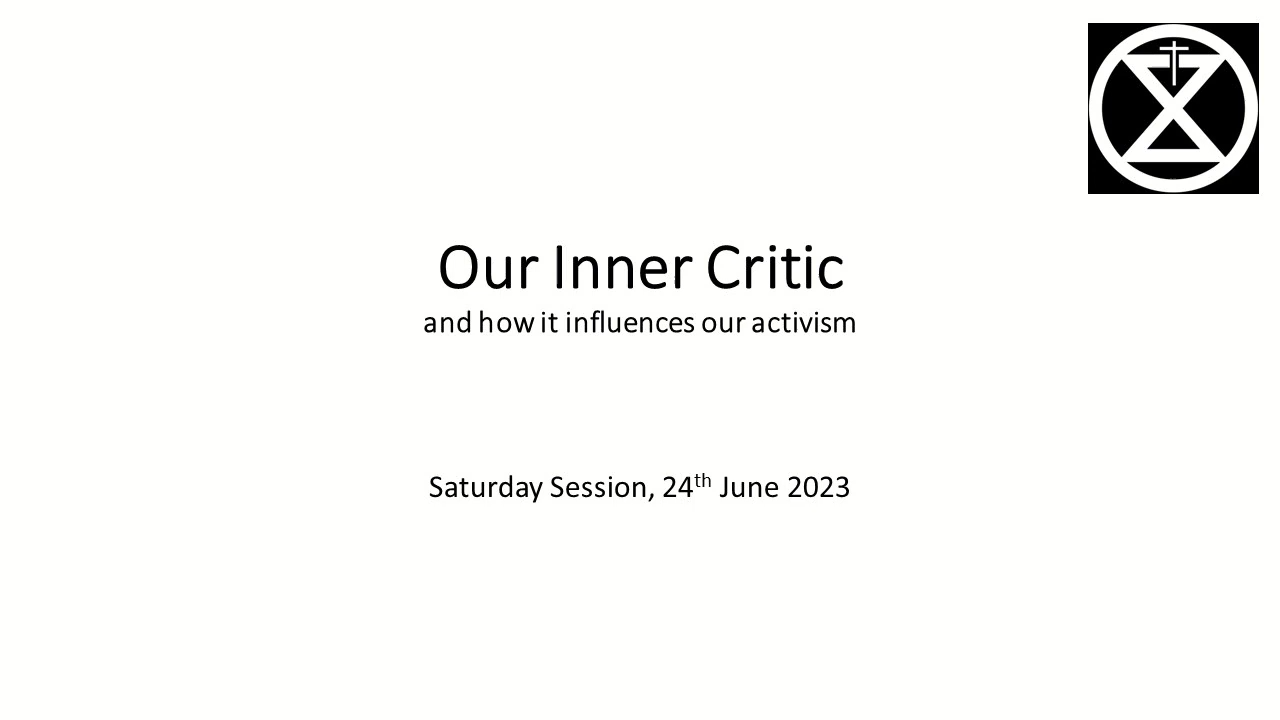 Our Inner Critic
and how it influences our activism
Saturday Session, 24th June 2023